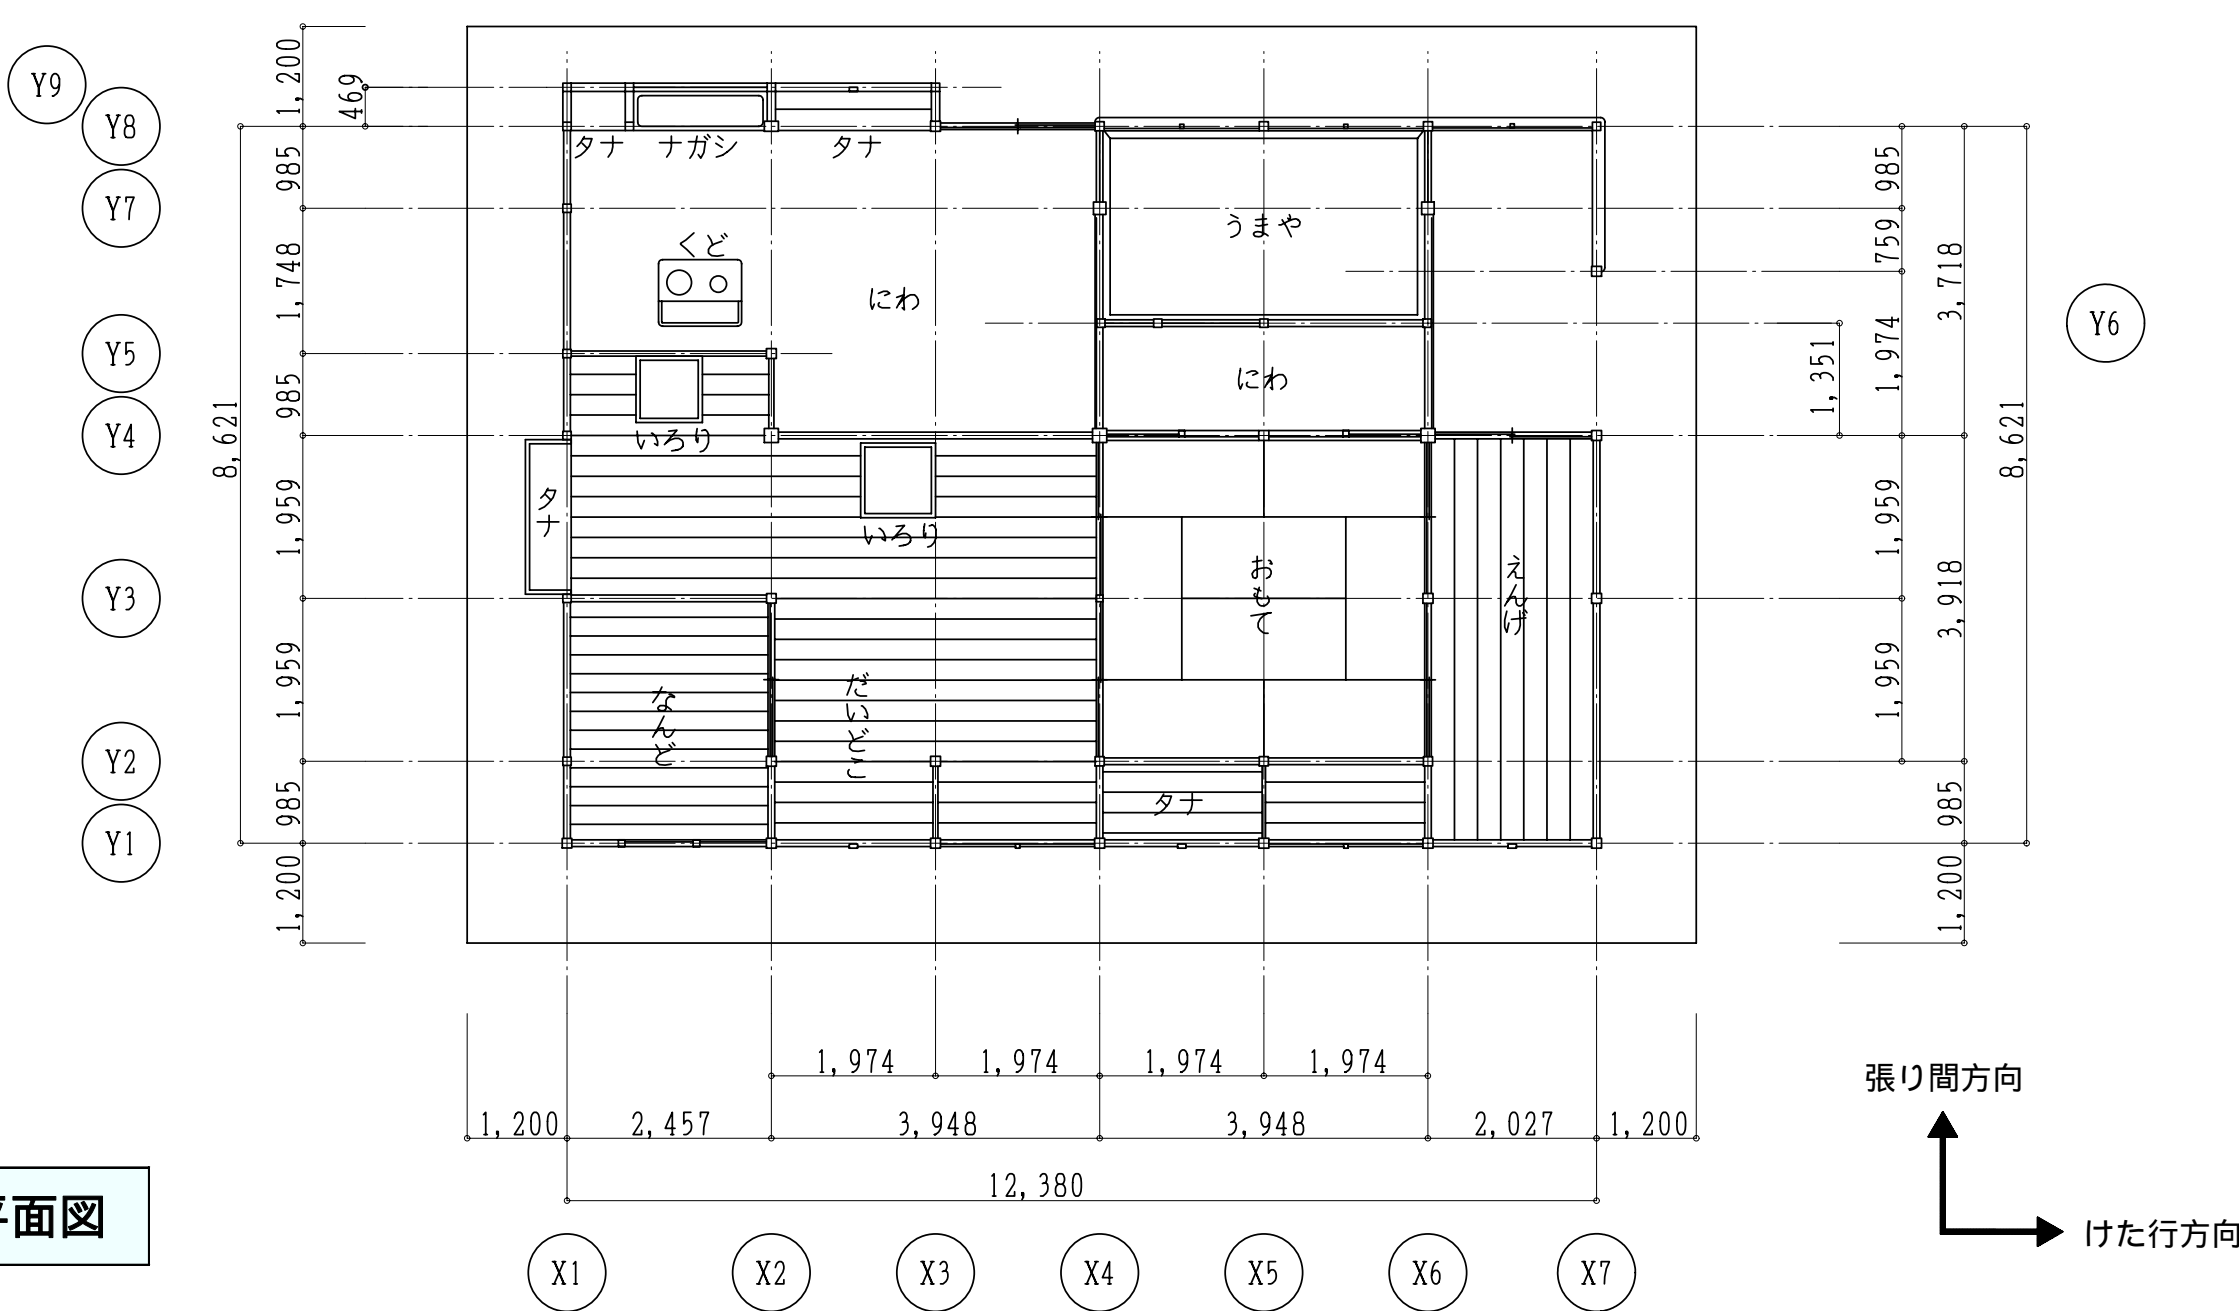 Y9
Y8
Y7
Y5
Y4
Y3
Y2
Y1
Y6
1,200
469
985
1,748
985
1,959
1,959
985
1,200
8,621
タナ
ナガシ
タナ
くど
にわ
うまや
にわ
いろり
いろり
タナ
なんど
だいどこ
おもて
えんげ
タナ
985
759
1,974
1,351
1,959
1,959
3,718
3,918
985
1,200
8,621
1,974
1,974
1,974
1,974
1,200
2,457
3,948
3,948
2,027
1,200
12,380
X1
X2
X3
X4
X5
X6
X7
張り間方向
けた行方向
面図